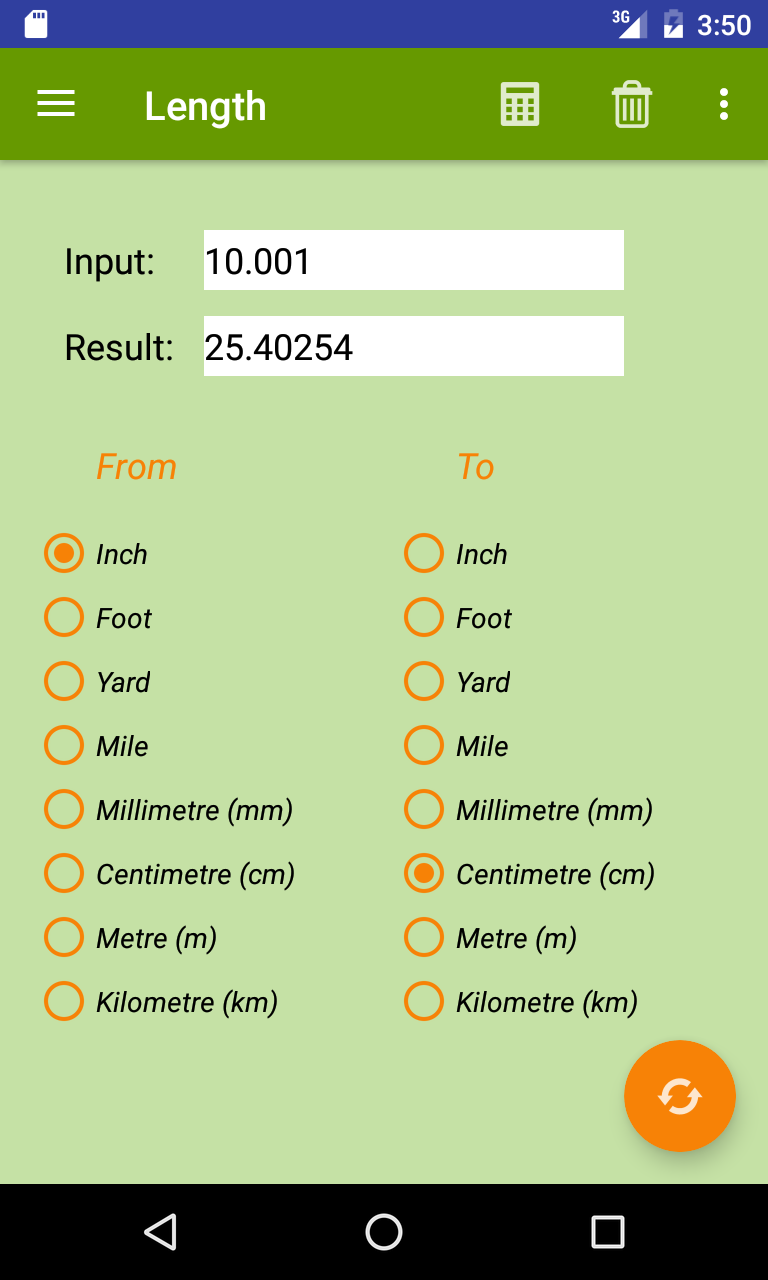 3G 3:50
Length
Input: 10.001
Result: 25.40254
From To
Inch Inch
Foot Foot
Yard Yard
Mile Mile
Millimetre (mm) Millimetre (mm)
Centimetre (cm) Centimetre (cm)
Metre (m) Metre (m)
Kilometre (km) Kilometre (km)